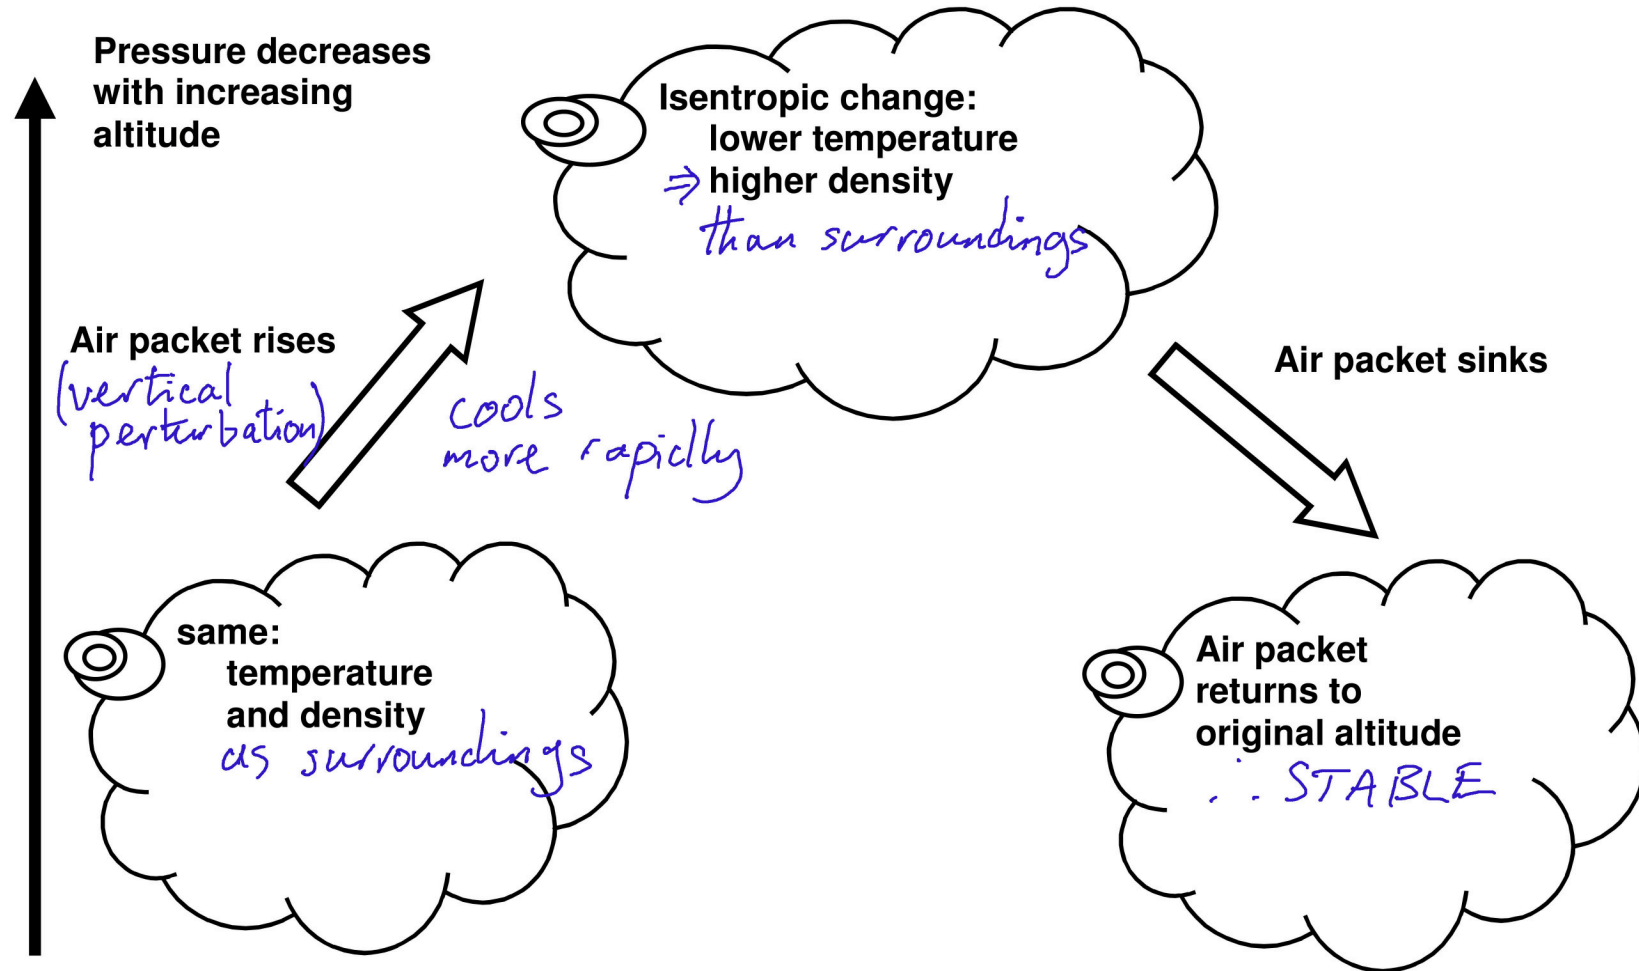 Pressure decreases
with increasing
altitude
Isentropic change:
lower temperature
⇒ higher density
than surroundings
Air packet rises
(vertical
perturbation)
cools
more rapidly
Air packet sinks
same:
temperature
and density
as surroundings
Air packet
returns to
original altitude
∴ STABLE